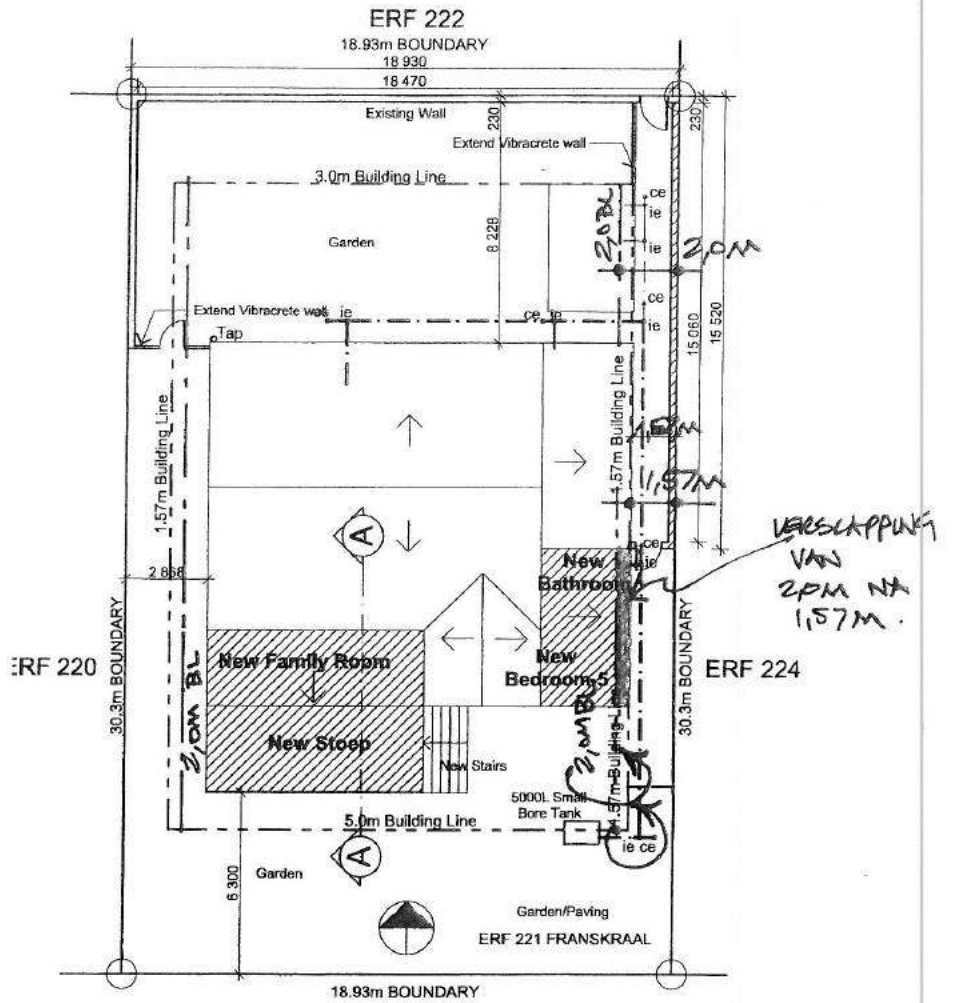 ERF 222
18.93m BOUNDARY
18 930
18 470
Existing Wall
230
230
Extend Vibracrete wall
3.0m Building Line
ce
ie
2,0 BL
8 228
Garden
ie
2,0M
ce
Extend Vibracrete wall
ie
ce ie
ie
Tap
15 060
15 520
1.57m Building Line
1.57m Building Line
1,57M
A
ce
ie
New
Bathroom
VERSLAPPING
VAN
2,0M NA
1,57M.
2 868
ERF 220
30.3m BOUNDARY
2,0M BL
New Family Room
New
Bedroom-5
30.3m BOUNDARY
ERF 224
New Stoep
New Stairs
2,0M BL
1.57m Building Line
5000L Small
Bore Tank
5.0m Building Line
A
ie ce
6 300
Garden
Garden/Paving
ERF 221 FRANSKRAAL
18.93m BOUNDARY